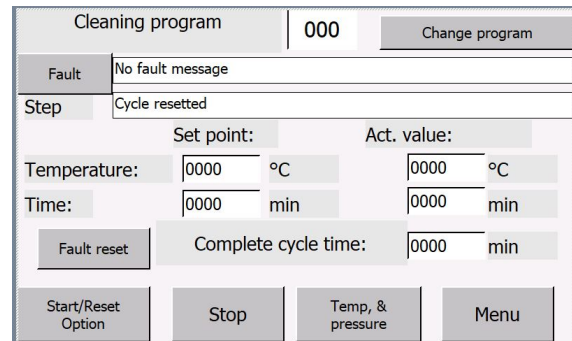 Cleaning program 000 Change program
Fault No fault message
Step Cycle resetted
Set point: Act. value:
Temperature: 0000 °C 0000 °C
Time: 0000 min 0000 min
Fault reset Complete cycle time: 0000 min
Start/Reset Option Stop Temp, & pressure Menu